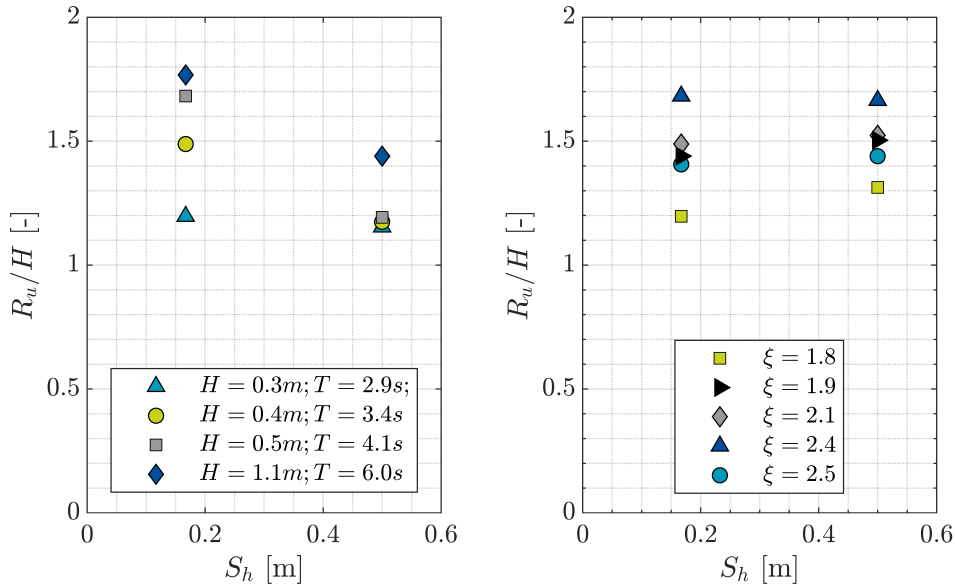 2
1.5
1
0.5
0
0
0.2
0.4
0.6
R_u/H [-]
S_h [m]
H = 0.3m; T = 2.9s;
H = 0.4m; T = 3.4s
H = 0.5m; T = 4.1s
H = 1.1m; T = 6.0s
2
1.5
1
0.5
0
0
0.2
0.4
0.6
R_u/H [-]
S_h [m]
ξ = 1.8
ξ = 1.9
ξ = 2.1
ξ = 2.4
ξ = 2.5